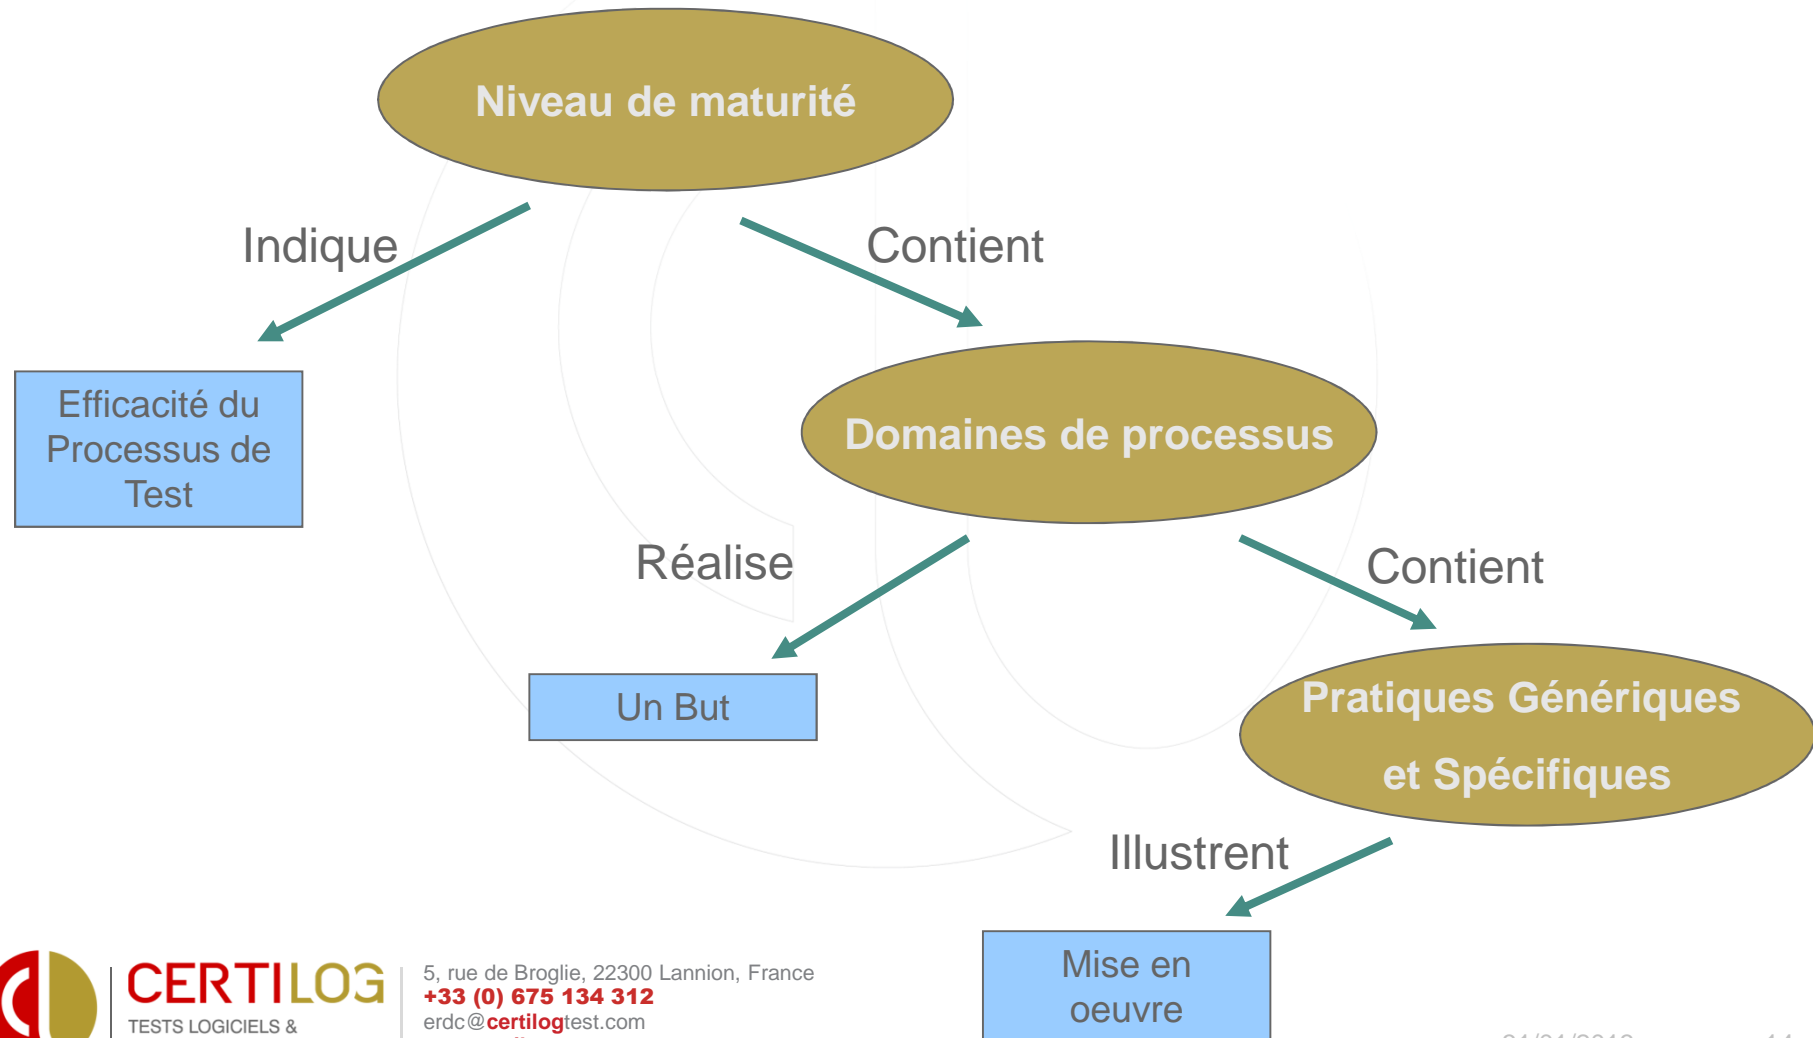 Niveau de maturité
Indique
Contient
Efficacité du
Processus de
Test
Domaines de processus
Réalise
Contient
Un But
Pratiques Génériques
et Spécifiques
Illustrent
Mise en
oeuvre
CERTILOG
TESTS LOGICIELS &
5, rue de Broglie, 22300 Lannion, France
+33 (0) 675 134 312
erdc@certilogtest.com